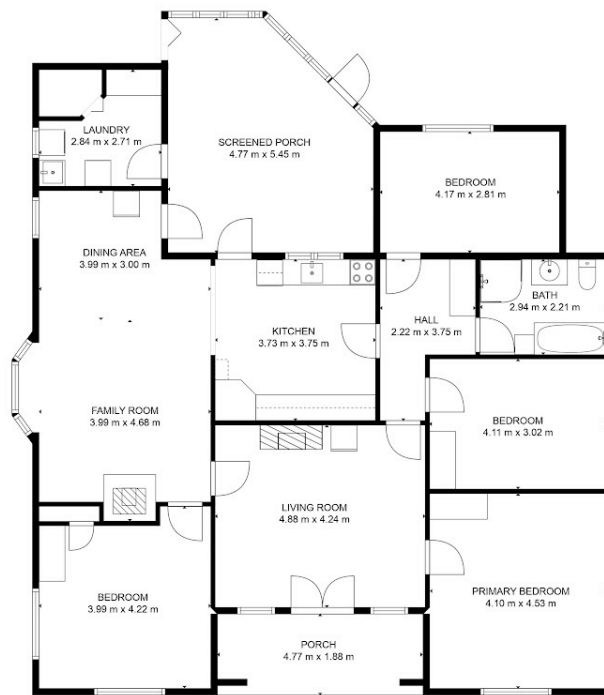 LAUNDRY
2.84 m x 2.71 m
SCREENED PORCH
4.77 m x 5.45 m
BEDROOM
4.17 m x 2.81 m
DINING AREA
3.99 m x 3.00 m
BATH
2.94 m x 2.21 m
HALL
2.22 m x 3.75 m
KITCHEN
3.73 m x 3.75 m
FAMILY ROOM
3.99 m x 4.68 m
BEDROOM
4.11 m x 3.02 m
LIVING ROOM
4.88 m x 4.24 m
BEDROOM
3.99 m x 4.22 m
PRIMARY BEDROOM
4.10 m x 4.53 m
PORCH
4.77 m x 1.88 m